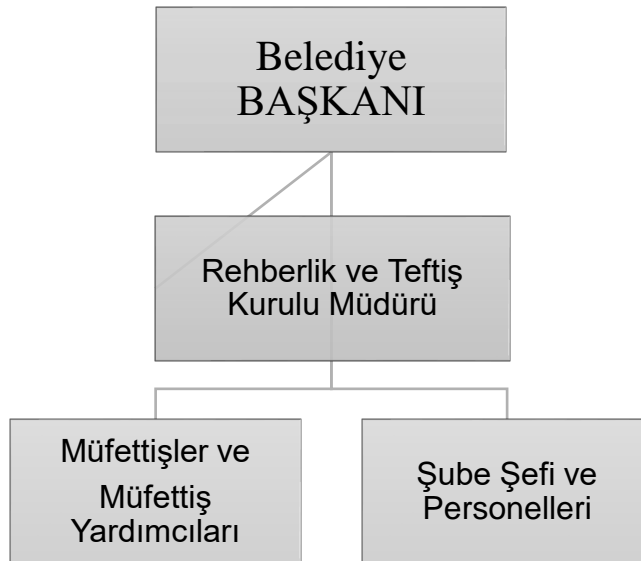 Belediye
BAŞKANI
Rehberlik ve Teftiş
Kurulu Müdürü
Müfettişler ve
Müfettiş
Yardımcıları
Şube Şefi ve
Personelleri